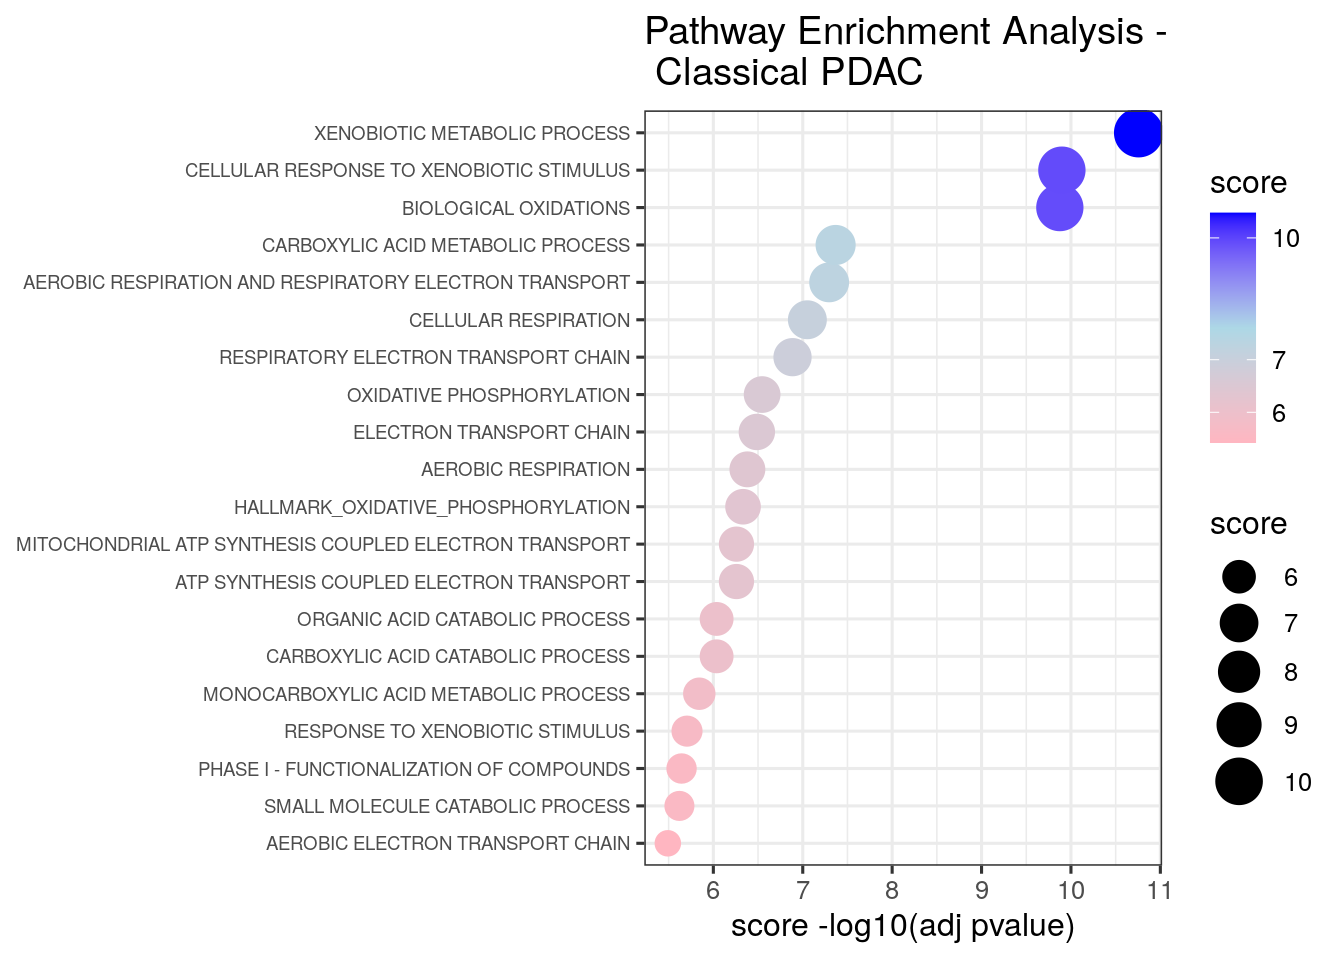 Pathway Enrichment Analysis -
Classical PDAC
XENOBIOTIC METABOLIC PROCESS
CELLULAR RESPONSE TO XENOBIOTIC STIMULUS
BIOLOGICAL OXIDATIONS
CARBOXYLIC ACID METABOLIC PROCESS
AEROBIC RESPIRATION AND RESPIRATORY ELECTRON TRANSPORT
CELLULAR RESPIRATION
RESPIRATORY ELECTRON TRANSPORT CHAIN
OXIDATIVE PHOSPHORYLATION
ELECTRON TRANSPORT CHAIN
AEROBIC RESPIRATION
HALLMARK_OXIDATIVE_PHOSPHORYLATION
MITOCHONDRIAL ATP SYNTHESIS COUPLED ELECTRON TRANSPORT
ATP SYNTHESIS COUPLED ELECTRON TRANSPORT
ORGANIC ACID CATABOLIC PROCESS
CARBOXYLIC ACID CATABOLIC PROCESS
MONOCARBOXYLIC ACID METABOLIC PROCESS
RESPONSE TO XENOBIOTIC STIMULUS
PHASE I - FUNCTIONALIZATION OF COMPOUNDS
SMALL MOLECULE CATABOLIC PROCESS
AEROBIC ELECTRON TRANSPORT CHAIN
6 7 8 9 10 11
score -log10(adj pvalue)
score
10
7
6
score
6
7
8
9
10